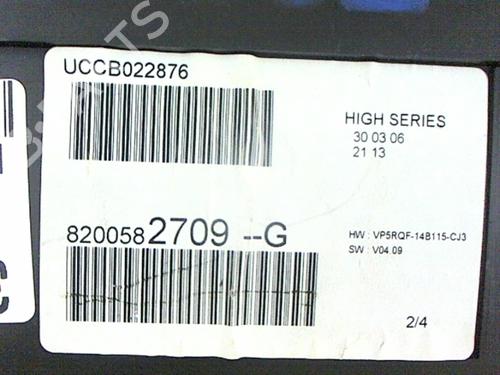 UCCB022876
HIGH SERIES
30 03 06
21 13
8200582709 --G
HW : VP5RQF-14B115-CJ3
SW : V04.09
2/4